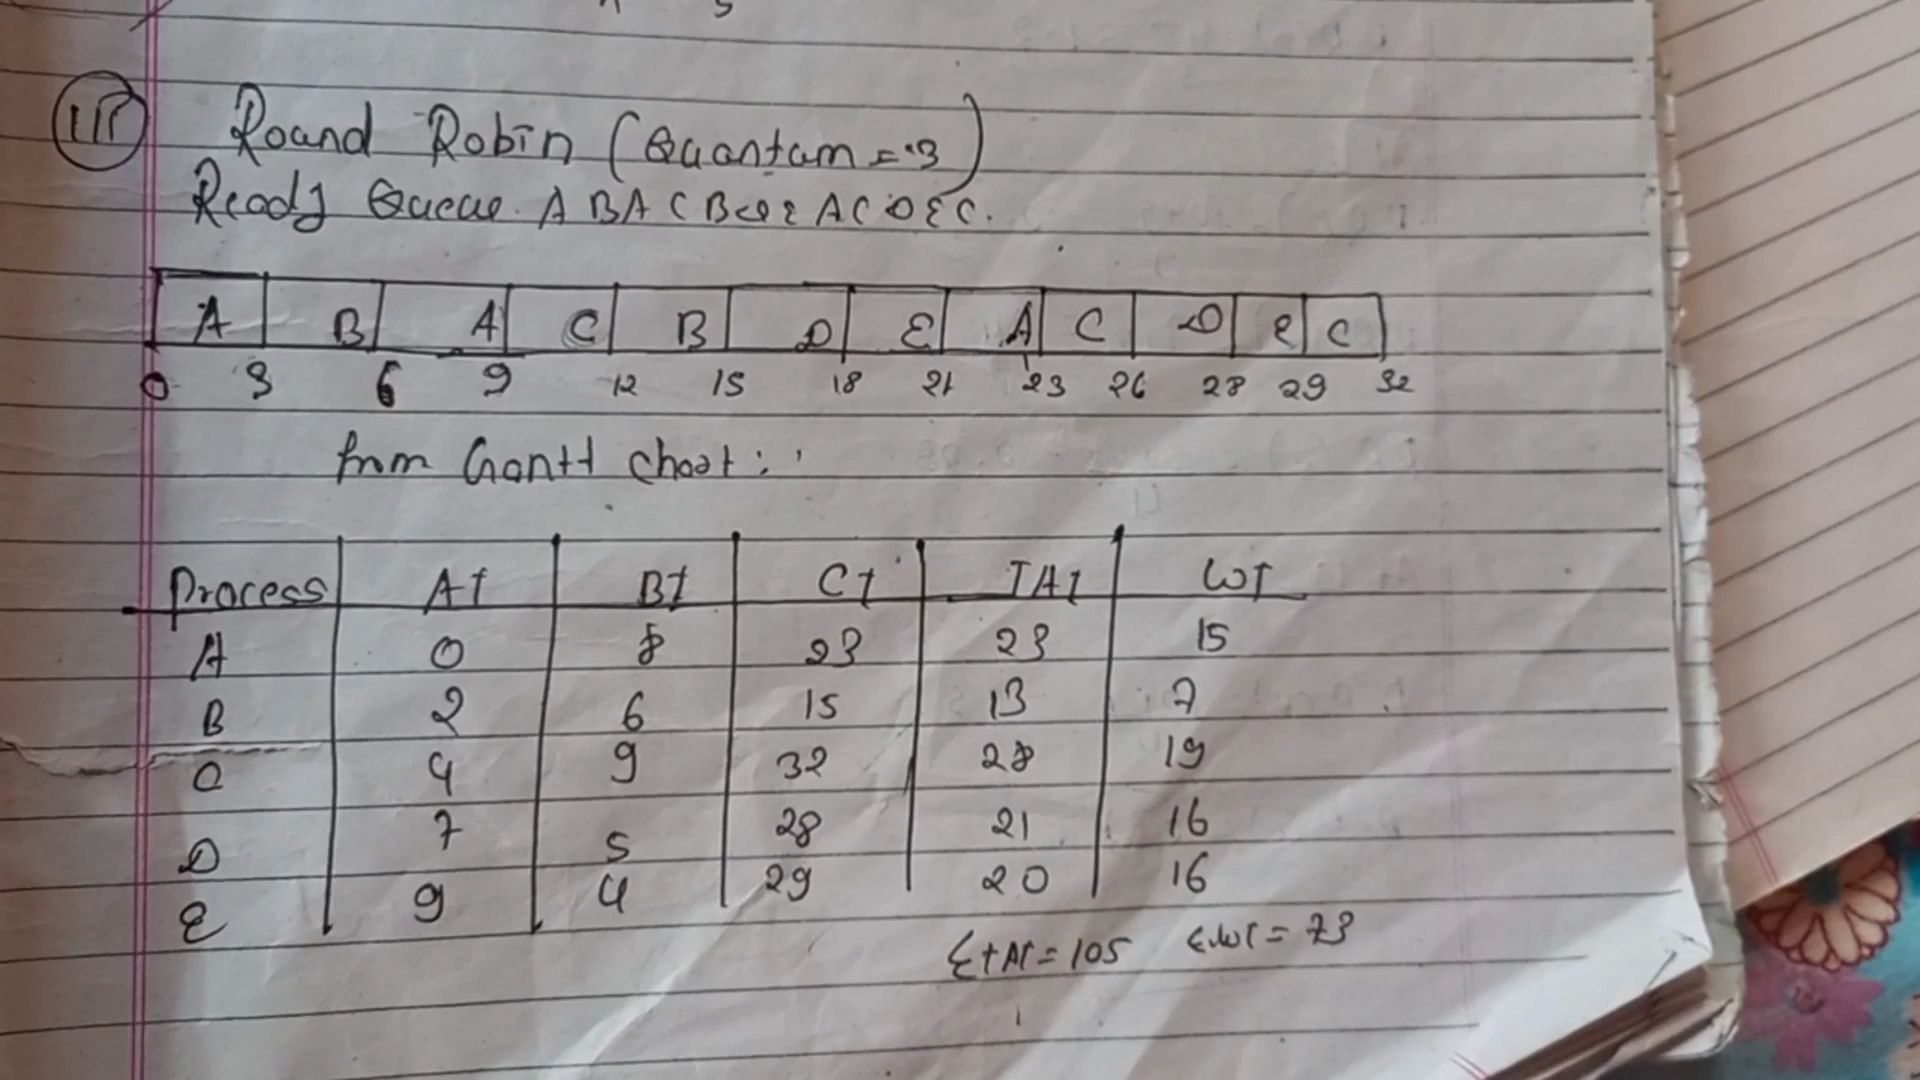 III
Round Robin (Quantam = 3)
Ready Queue. A B A C B C D E A C D E C.
A B A C B D E A C D E C
0 3 6 9 12 15 18 21 23 26 28 29 32
from Gantt chart:
Process AT BT CT TAT WT
A 0 8 23 23 15
B 2 6 15 13 7
C 4 9 32 28 19
D 7 5 28 21 16
E 9 4 29 20 16
ΣTAT = 105 ΣWT = 73